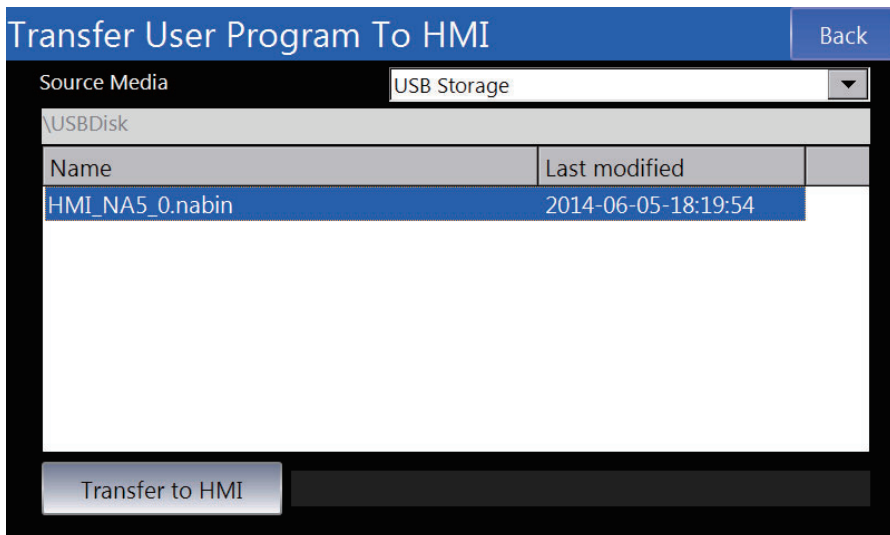 Transfer User Program To HMI Back
Source Media USB Storage
\USBDisk
Name Last modified
HMI_NA5_0.nabin 2014-06-05-18:19:54
Transfer to HMI